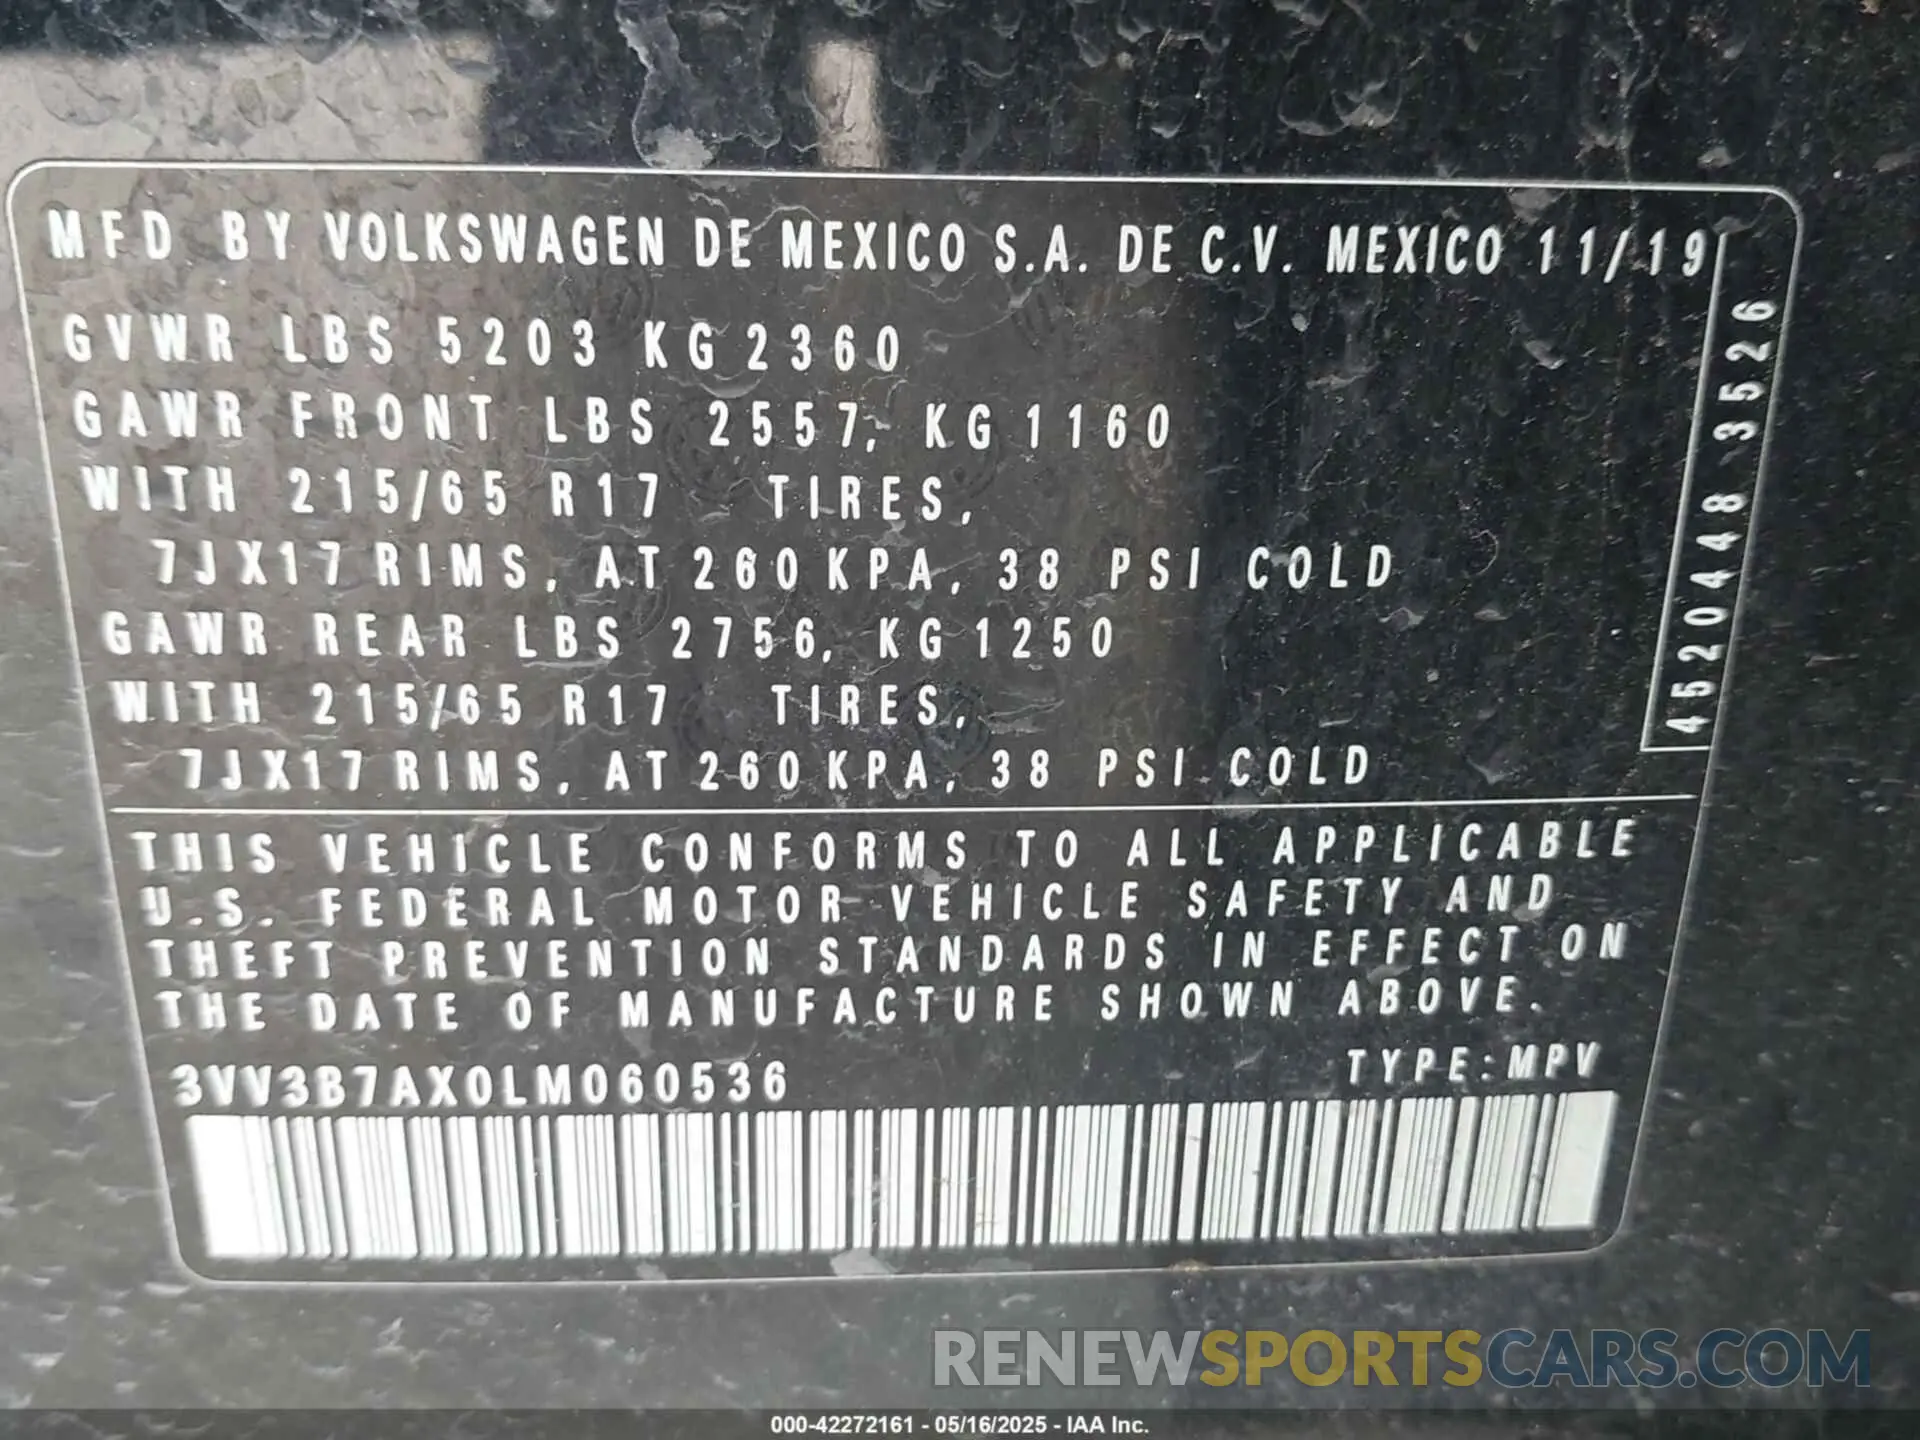 MFD BY VOLKSWAGEN DE MEXICO S.A. DE C.V. MEXICO 11/19
GVWR LBS 5203 KG 2360
GAWR FRONT LBS 2557, KG 1160
WITH 215/65 R17 TIRES,
7JX17 RIMS, AT 260 KPA, 38 PSI COLD
GAWR REAR LBS 2756, KG 1250
WITH 215/65 R17 TIRES,
7JX17 RIMS, AT 260 KPA, 38 PSI COLD
4520448 3526
THIS VEHICLE CONFORMS TO ALL APPLICABLE
U.S. FEDERAL MOTOR VEHICLE SAFETY AND
THEFT PREVENTION STANDARDS IN EFFECT ON
THE DATE OF MANUFACTURE SHOWN ABOVE.
3VV3B7AX0LM060536 TYPE: MPV
RENEWSPORTSCARS.COM
000-42272161 - 05/16/2025 - IAA Inc.